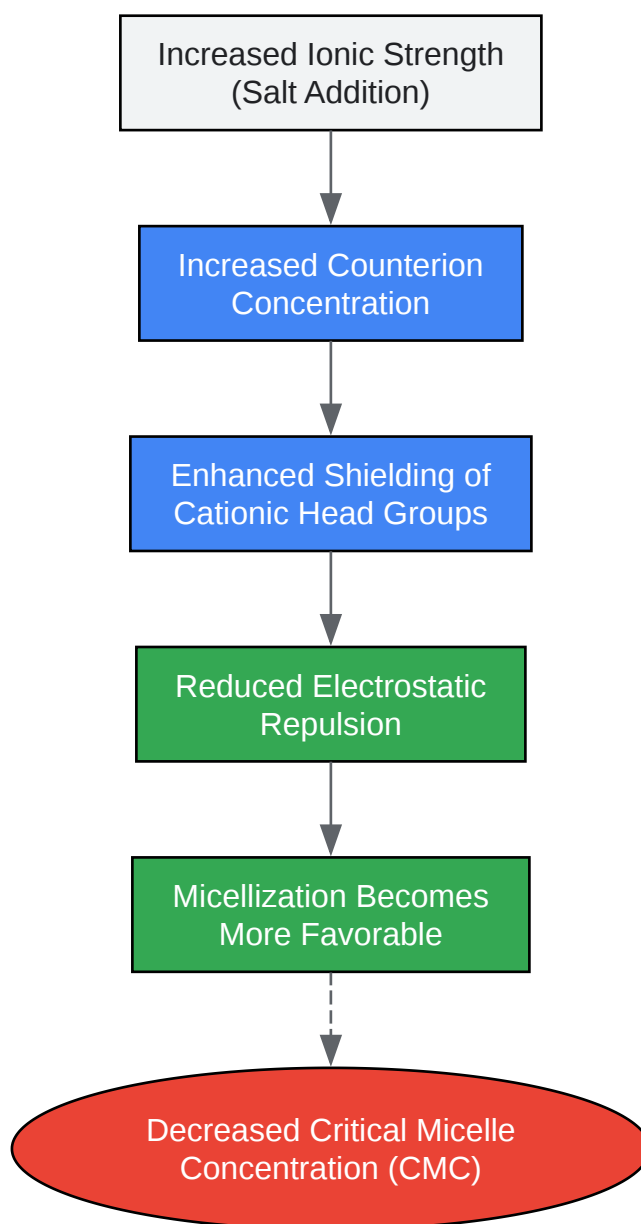 Increased Ionic Strength
(Salt Addition)
Increased Counterion
Concentration
Enhanced Shielding of
Cationic Head Groups
Reduced Electrostatic
Repulsion
Micellization Becomes
More Favorable
Decreased Critical Micelle
Concentration (CMC)